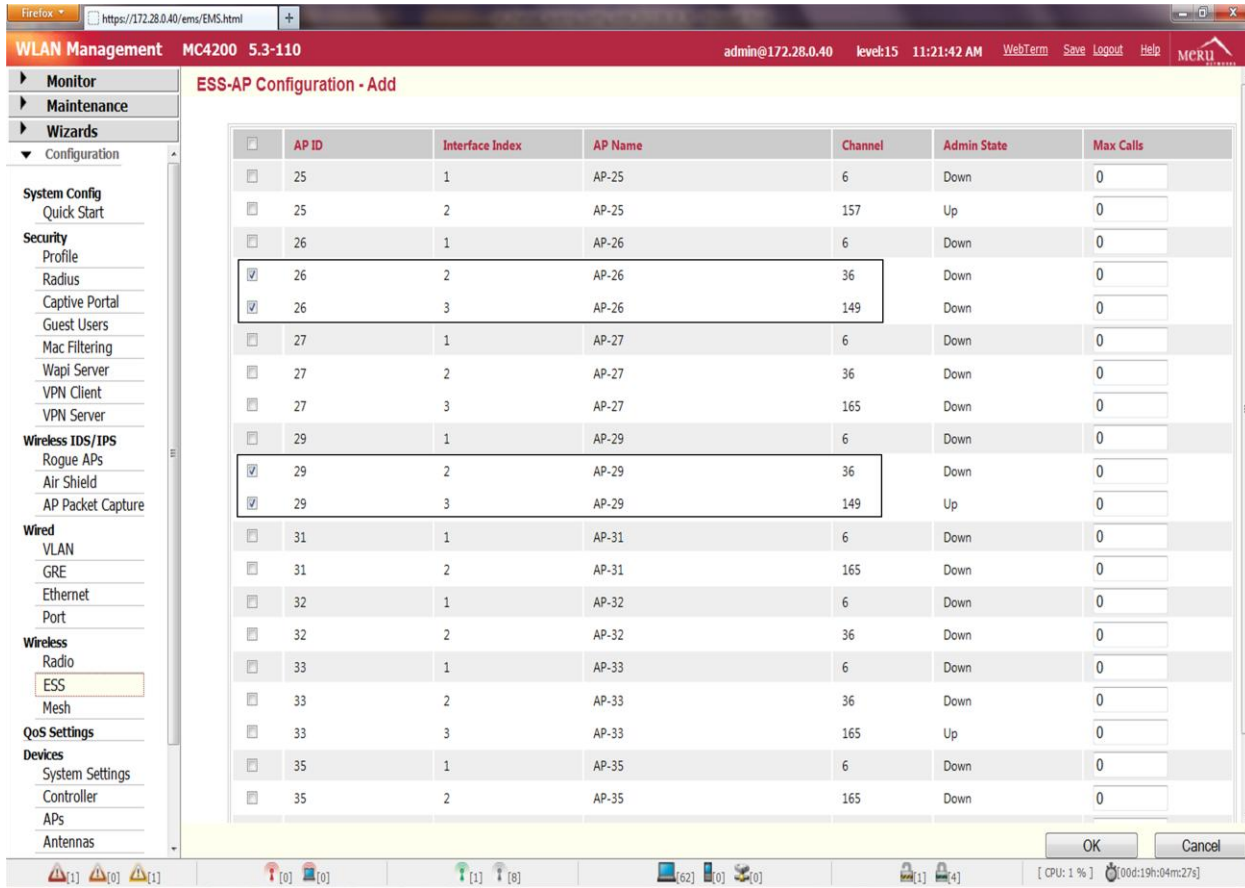 Firefox
https://172.28.0.40/ems/EMS.html
WLAN Management MC4200 5.3-110 admin@172.28.0.40 level:15 11:21:42 AM WebTerm Save Logout Help MERU
Monitor
Maintenance
Wizards
Configuration
System Config
Quick Start
Security
Profile
Radius
Captive Portal
Guest Users
Mac Filtering
Wapi Server
VPN Client
VPN Server
Wireless IDS/IPS
Rogue APs
Air Shield
AP Packet Capture
Wired
VLAN
GRE
Ethernet
Port
Wireless
Radio
ESS
Mesh
QoS Settings
Devices
System Settings
Controller
APs
Antennas
ESS-AP Configuration - Add
AP ID Interface Index AP Name Channel Admin State Max Calls
25 1 AP-25 6 Down 0
25 2 AP-25 157 Up 0
26 1 AP-26 6 Down 0
26 2 AP-26 36 Down 0
26 3 AP-26 149 Down 0
27 1 AP-27 6 Down 0
27 2 AP-27 36 Down 0
27 3 AP-27 165 Down 0
29 1 AP-29 6 Down 0
29 2 AP-29 36 Down 0
29 3 AP-29 149 Up 0
31 1 AP-31 6 Down 0
31 2 AP-31 165 Down 0
32 1 AP-32 6 Down 0
32 2 AP-32 36 Down 0
33 1 AP-33 6 Down 0
33 2 AP-33 36 Down 0
33 3 AP-33 165 Up 0
35 1 AP-35 6 Down 0
35 2 AP-35 165 Down 0
OK Cancel
[1] [0] [1] [0] [0] [1] [8] [62] [0] [0] [1] [4] [ CPU: 1 % ] [00d:19h:04m:27s]